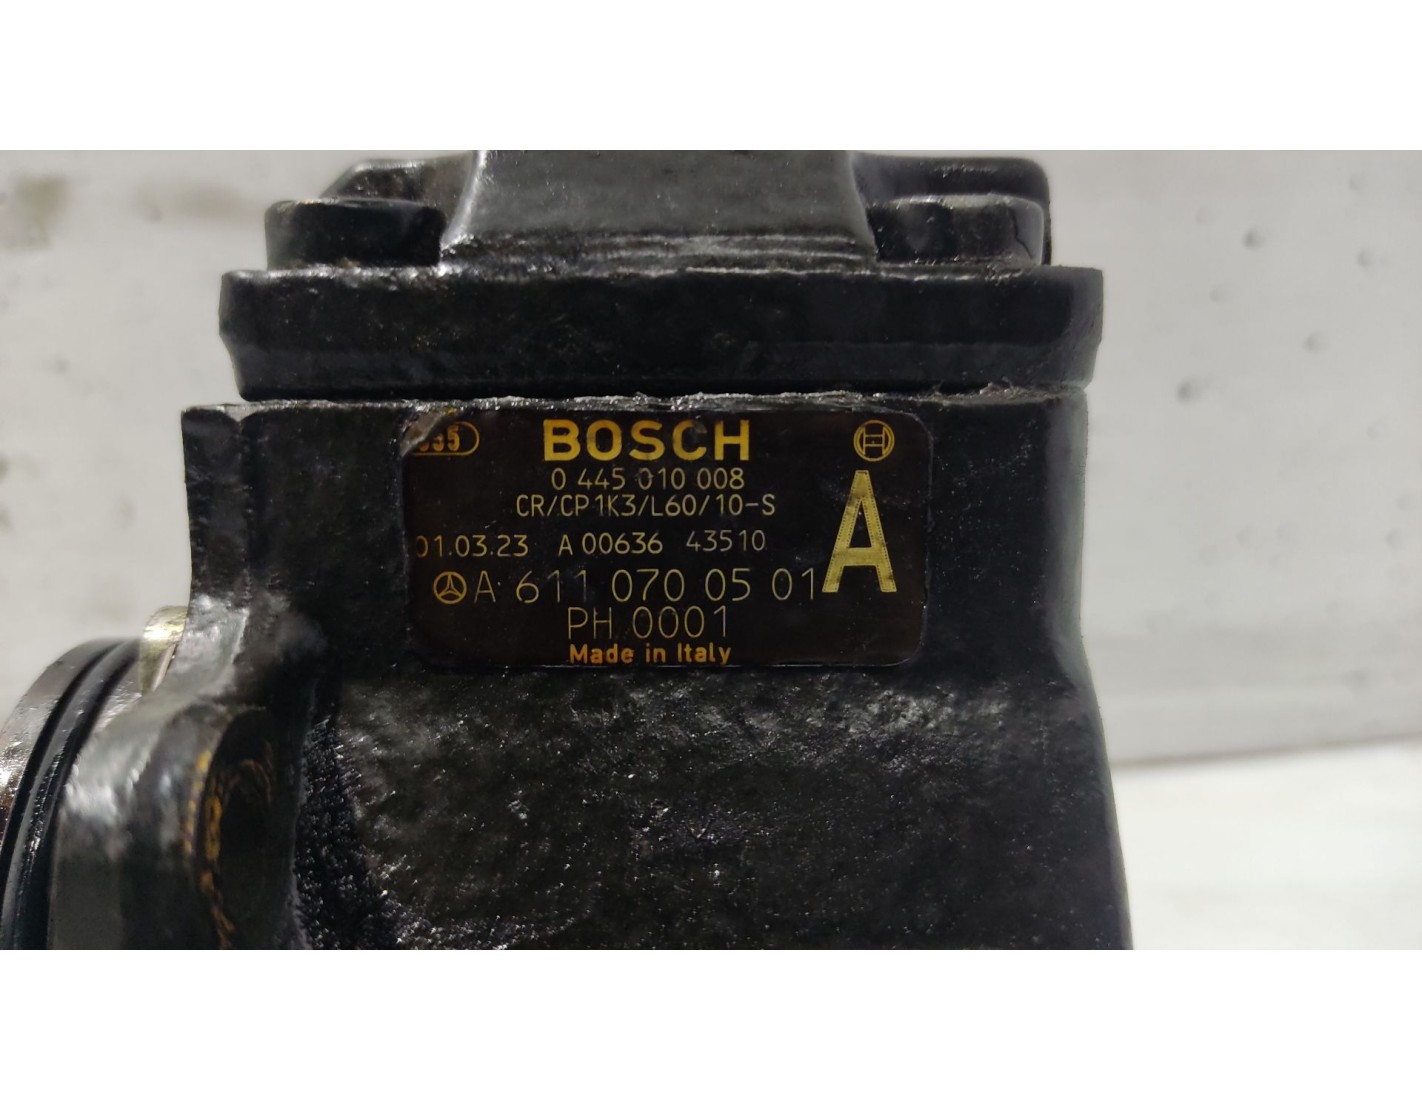 BOSCH
0 445 010 008
CR/CP1K3/L60/10-S
A
01.03.23 A 00636 43510
A 611 070 05 01
PH 0001
Made in Italy